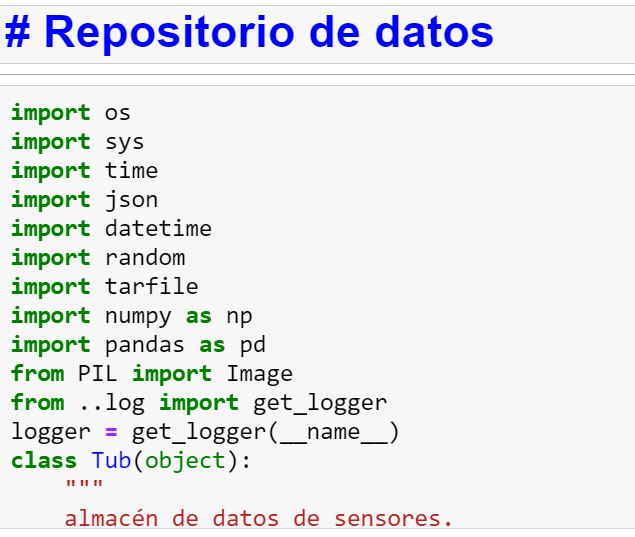 # Repositorio de datos
import os
import sys
import time
import json
import datetime
import random
import tarfile
import numpy as np
import pandas as pd
from PIL import Image
from ..log import get_logger
logger = get_logger(__name__)
class Tub(object):
    """
    almacén de datos de sensores.